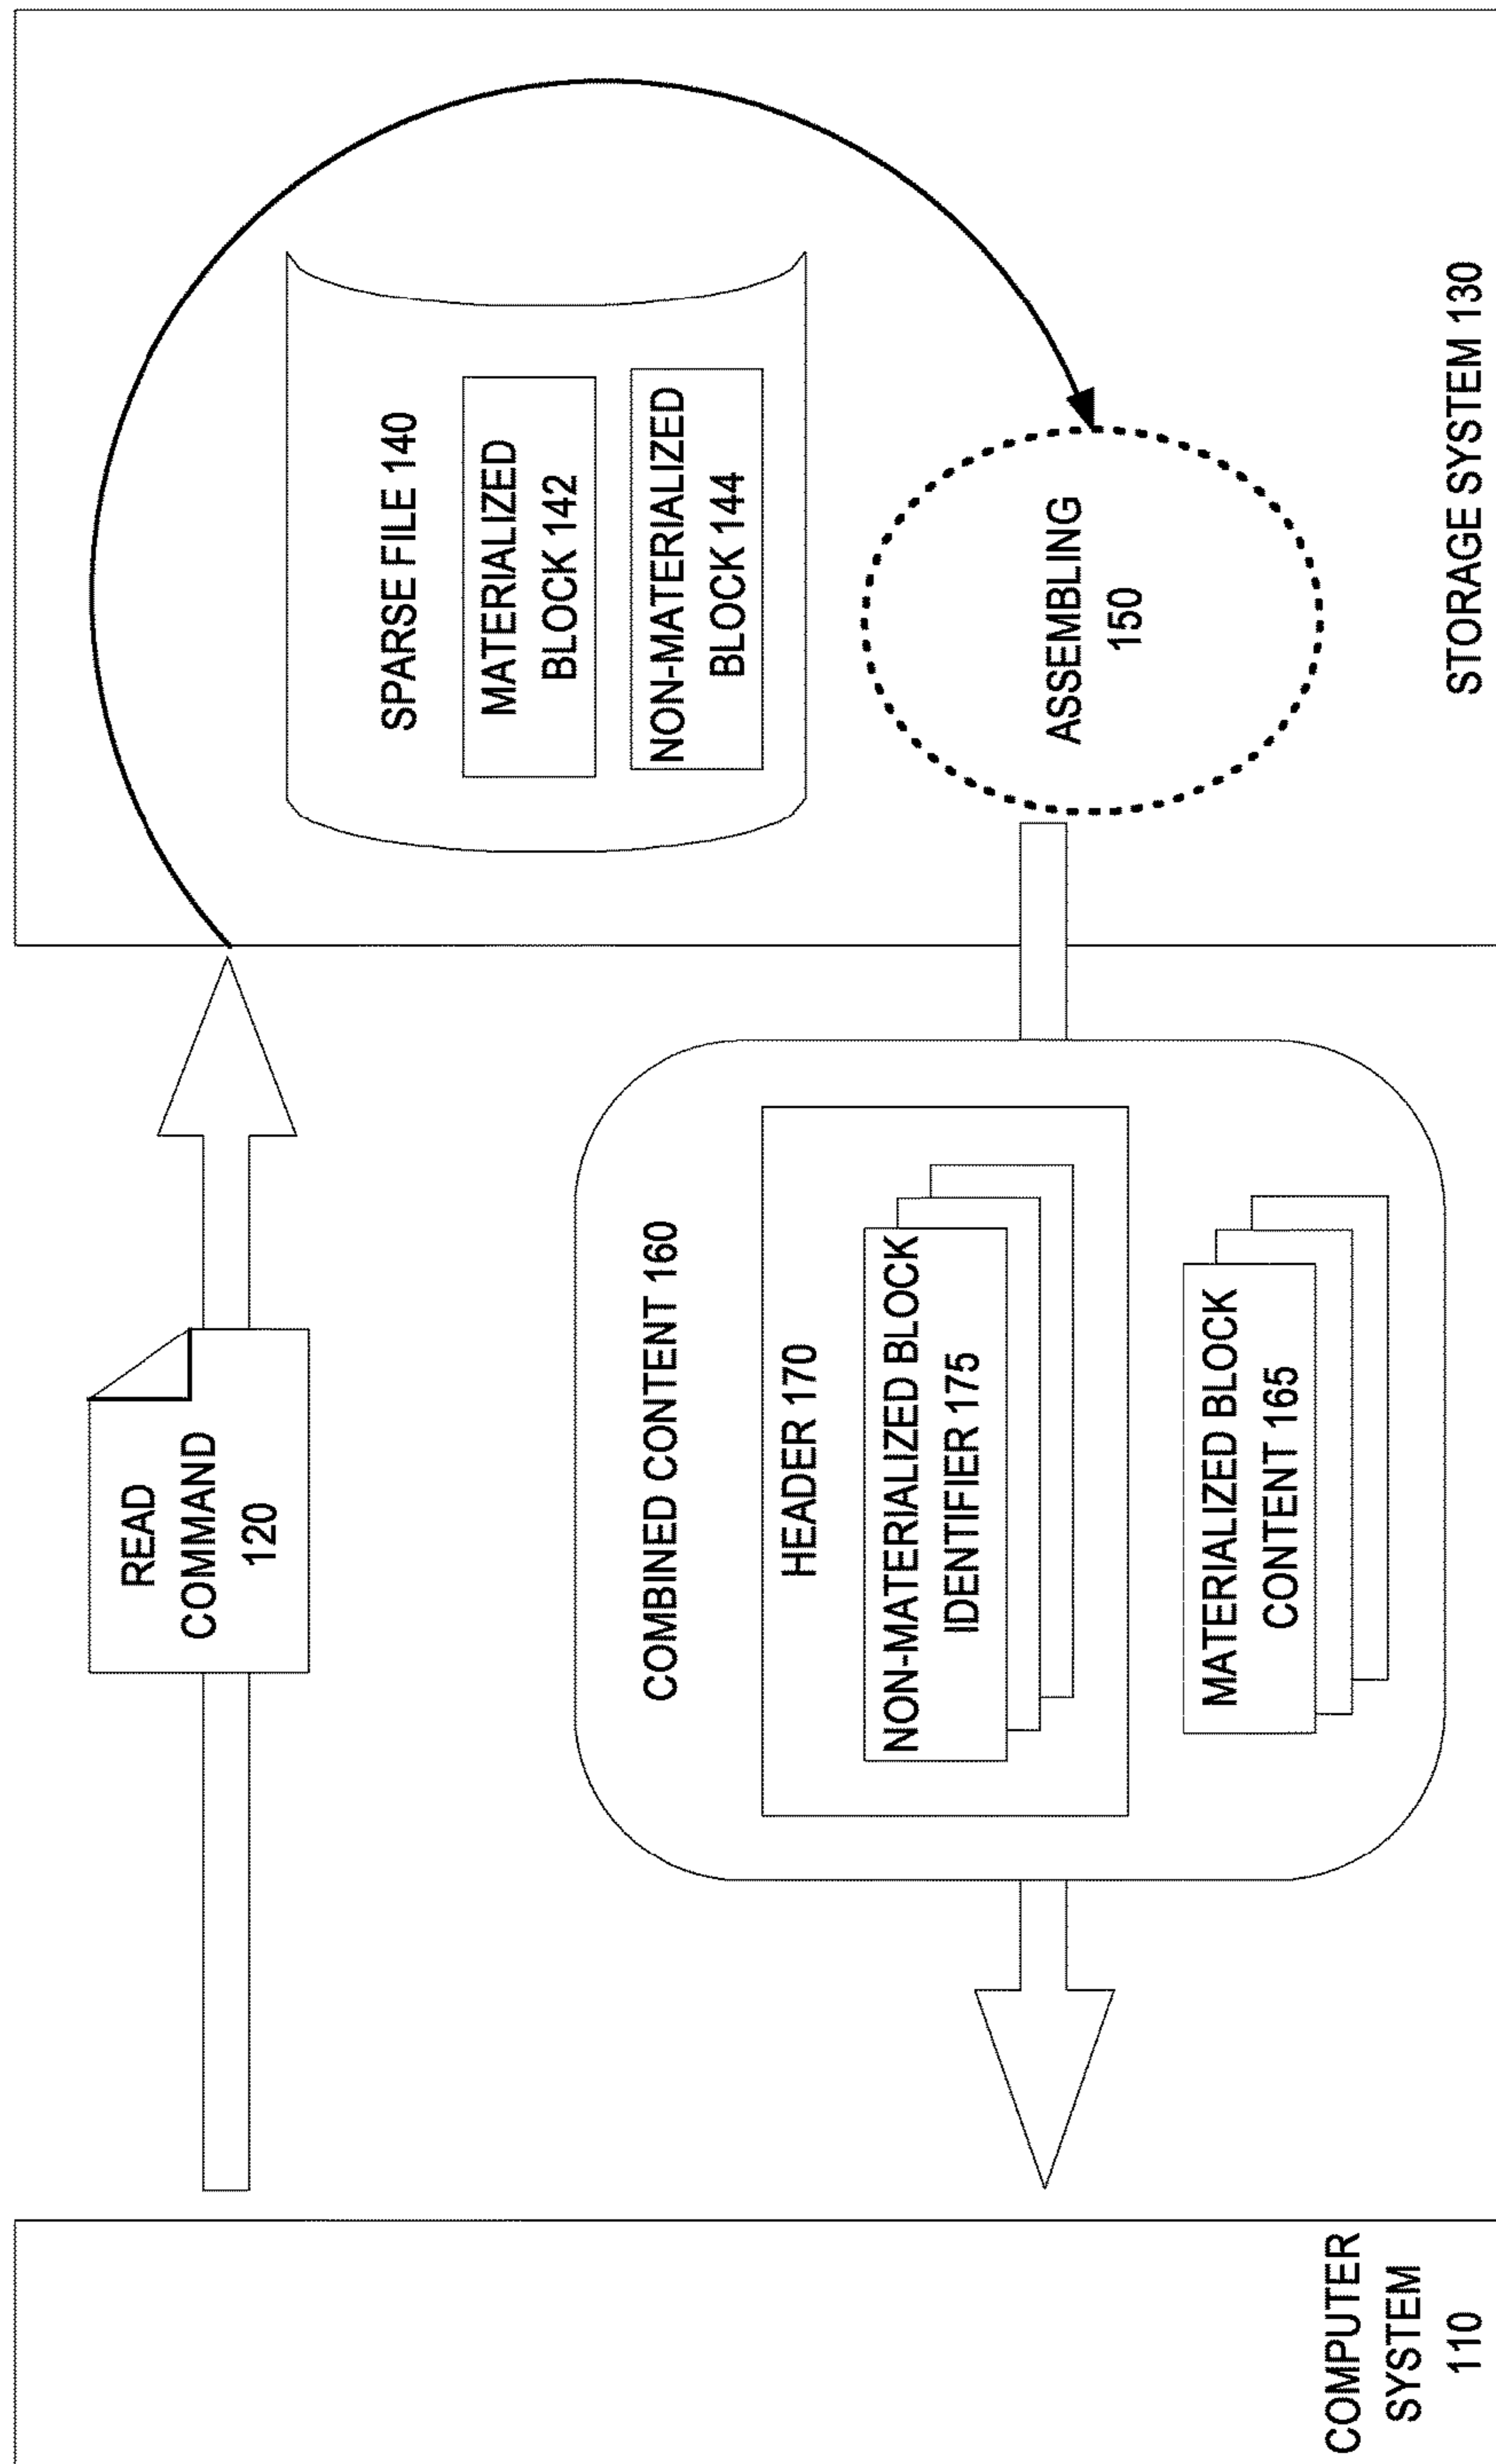 READ
COMMAND
120
SPARSE FILE 140
MATERIALIZED
BLOCK 142
NON-MATERIALIZED
BLOCK 144
COMBINED CONTENT 160
HEADER 170
NON-MATERIALIZED BLOCK
IDENTIFIER 175
MATERIALIZED BLOCK
CONTENT 165
ASSEMBLING
150
COMPUTER
SYSTEM
110
STORAGE SYSTEM 130